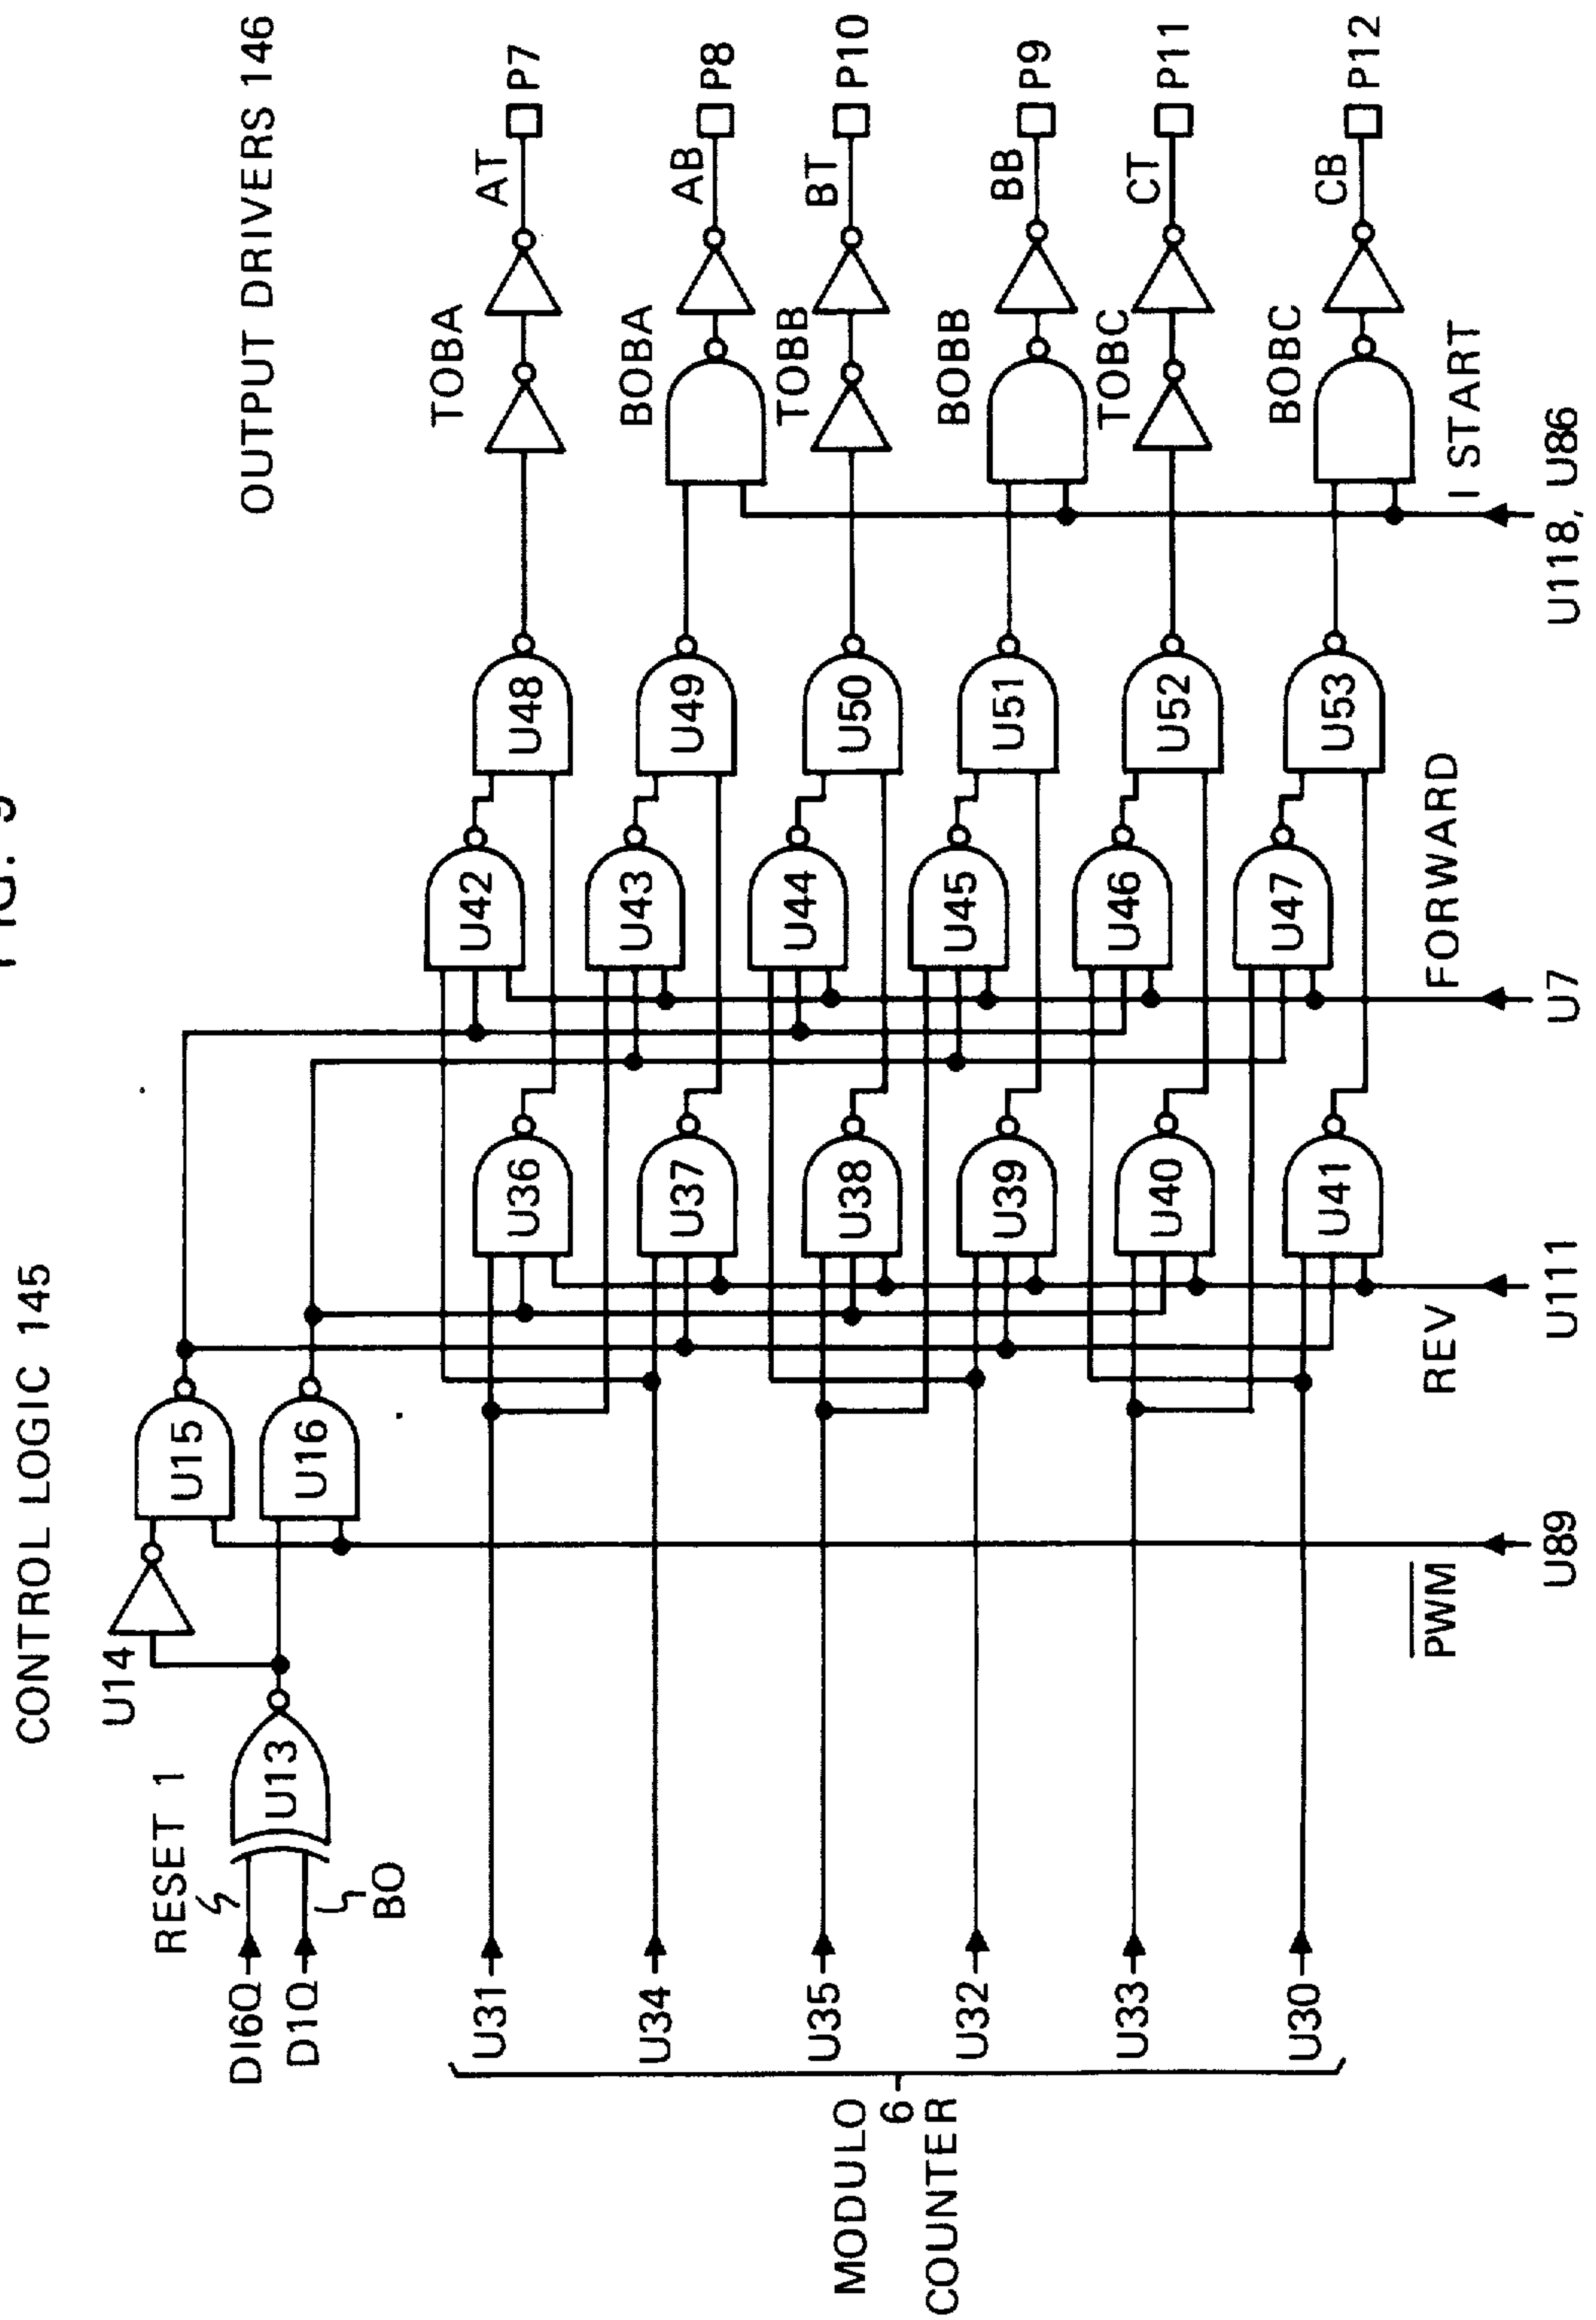 FIG. 9
CONTROL LOGIC 145
OUTPUT DRIVERS 146
RESET 1
DI6Q
D1Q
BO
U13
U14
U15
U16
MODULO
6
COUNTER
U31
U34
U35
U32
U33
U30
U36
U37
U38
U39
U40
U41
U42
U43
U44
U45
U46
U47
U48
U49
U50
U51
U52
U53
TOBA
BOBA
TOBB
BOBB
TOBC
BOBC
AT
AB
BT
BB
CT
CB
P7
P8
P10
P9
P11
P12
PWM
U89
REV
U111
FORWARD
U7
I START
U118, U86